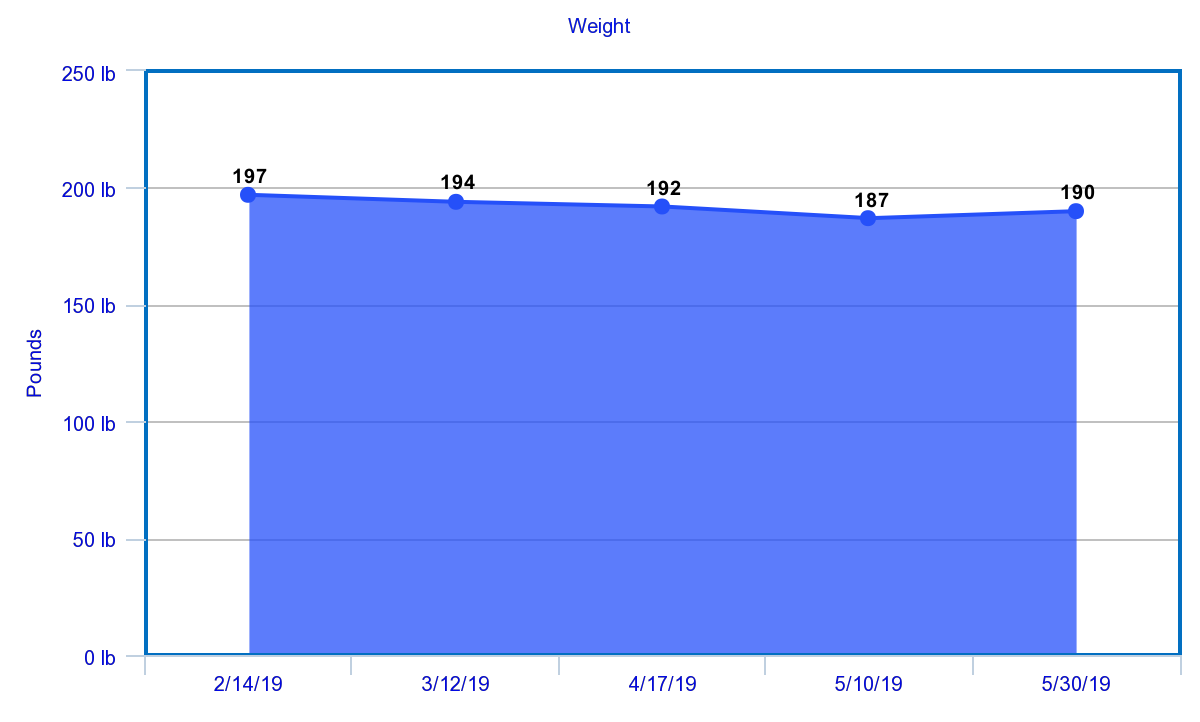 Weight
250 lb
200 lb
150 lb
100 lb
50 lb
0 lb
Pounds
197
194
192
187
190
2/14/19
3/12/19
4/17/19
5/10/19
5/30/19